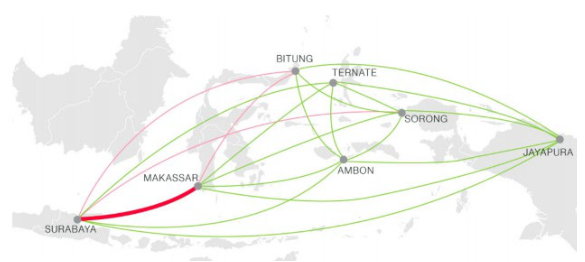 BITUNG
TERNATE
SORONG
JAYAPURA
AMBON
MAKASSAR
SURABAYA